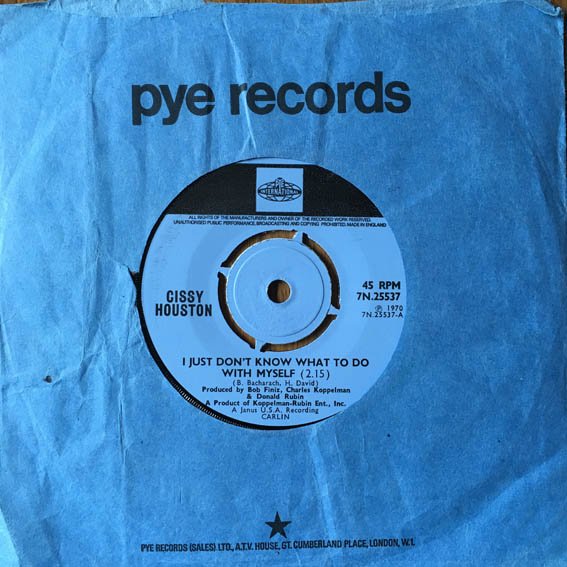 pye records
PYE
INTERNATIONAL
ALL RIGHTS OF THE MANUFACTURERS AND OWNER OF THE RECORDED WORK RESERVED.
UNAUTHORISED PUBLIC PERFORMANCE, BROADCASTING AND COPYING PROHIBITED. MADE IN ENGLAND
CISSY
HOUSTON
45 RPM
7N.25537
℗ 1970
7N.25537-A
I JUST DON'T KNOW WHAT TO DO
WITH MYSELF (2.15)
(B. Bacharach, H. David)
Produced by Bob Finiz, Charles Koppelman
& Donald Rubin
A Product of Koppelman-Rubin Ent., Inc.
A Janus U.S.A. Recording
CARLIN
PYE RECORDS (SALES) LTD., A.T.V. HOUSE, GT. CUMBERLAND PLACE, LONDON, W.1.